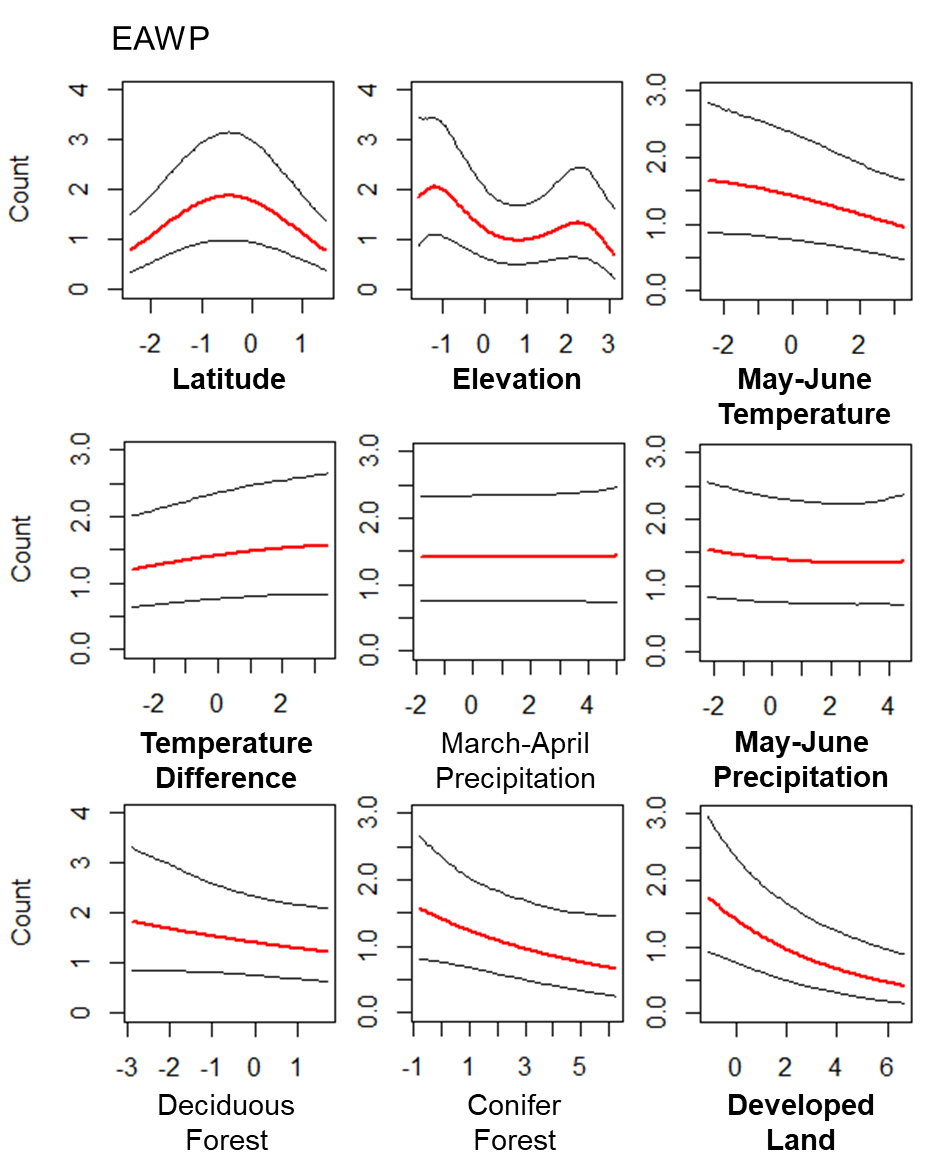 EAWP
Count
4
3
2
1
0
-2 -1 0 1
Latitude
4
3
2
1
0
-1 0 1 2 3
Elevation
3.0
2.0
1.0
0.0
-2 0 2
May-June
Temperature
Count
3.0
2.0
1.0
0.0
-2 0 2
Temperature
Difference
3.0
2.0
1.0
0.0
-2 0 2 4
March-April
Precipitation
3.0
2.0
1.0
0.0
-2 0 2 4
May-June
Precipitation
Count
4
3
2
1
0
-3 -2 -1 0 1
Deciduous
Forest
3.0
2.0
1.0
0.0
-1 1 3 5
Conifer
Forest
3.0
2.0
1.0
0.0
0 2 4 6
Developed
Land